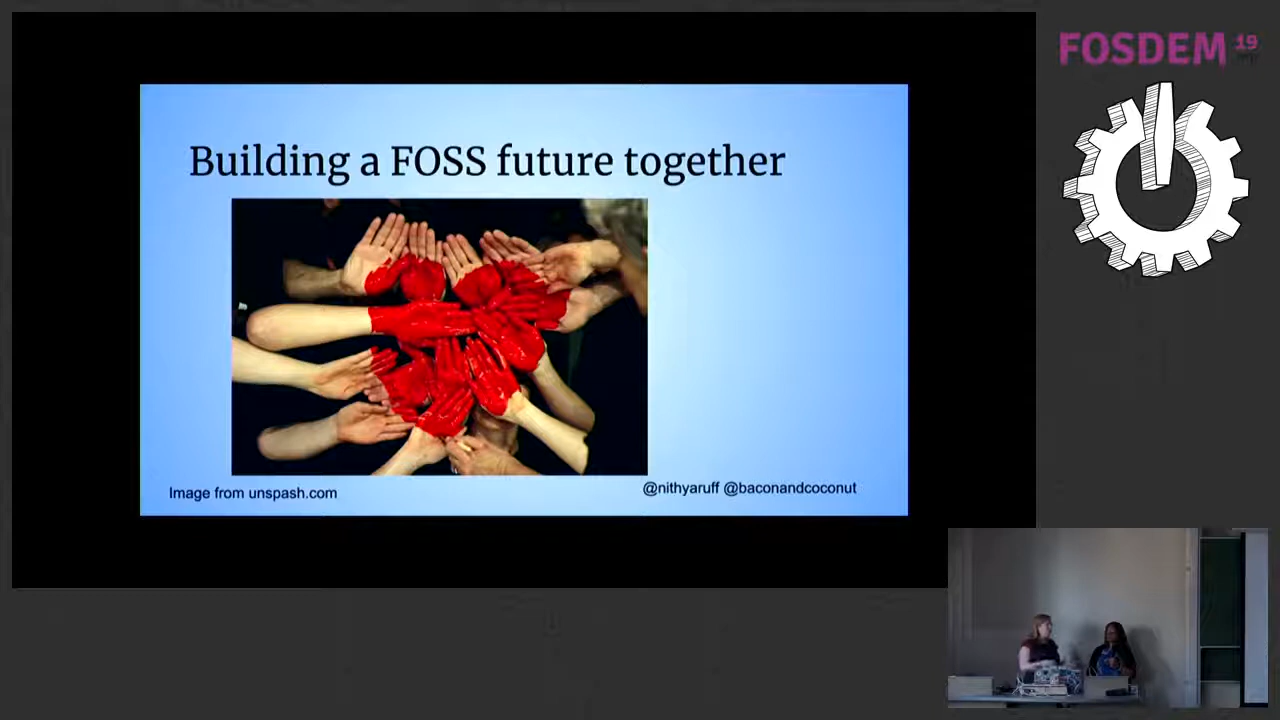 FOSDEM 19
Building a FOSS future together
Image from unspash.com
@nithyaruff @baconandcoconut